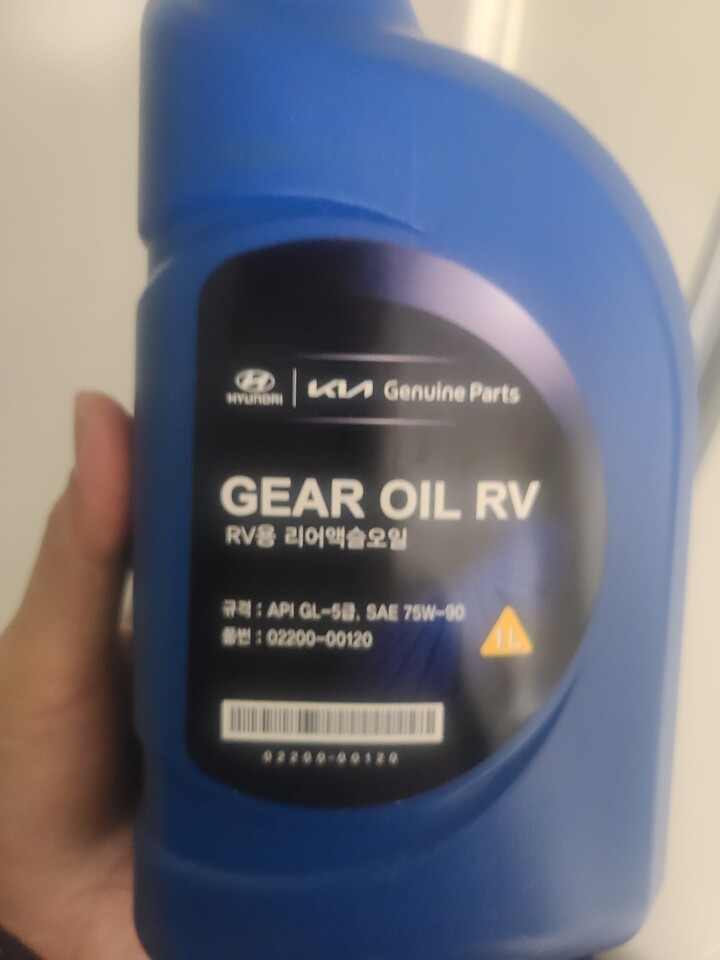 HYUNDAI | KIA Genuine Parts
GEAR OIL RV
RV용 리어액슬오일
규격 : API GL-5급, SAE 75W-90
품번 : 02200-00120
1L
02200-00120